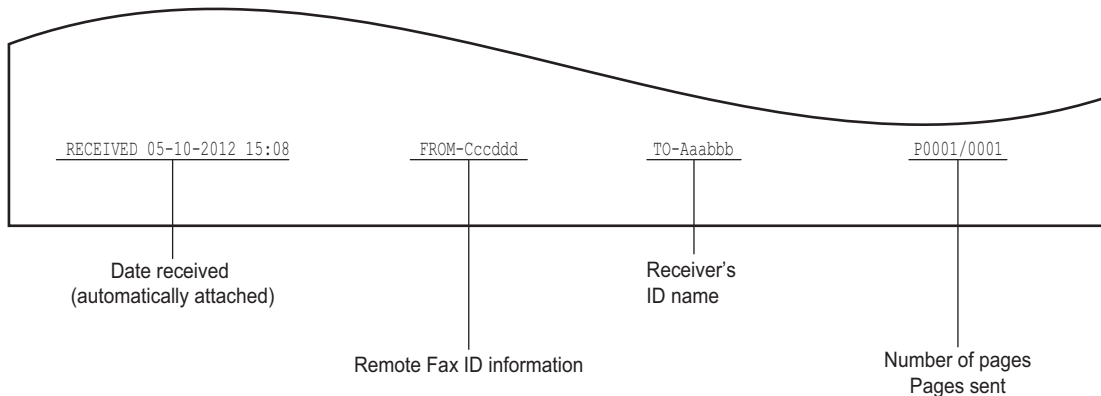 RECEIVED 05-10-2012 15:08 FROM-Cccddd TO-Aaabbb P0001/0001
Date received
(automatically attached)
Receiver's
ID name
Remote Fax ID information
Number of pages
Pages sent